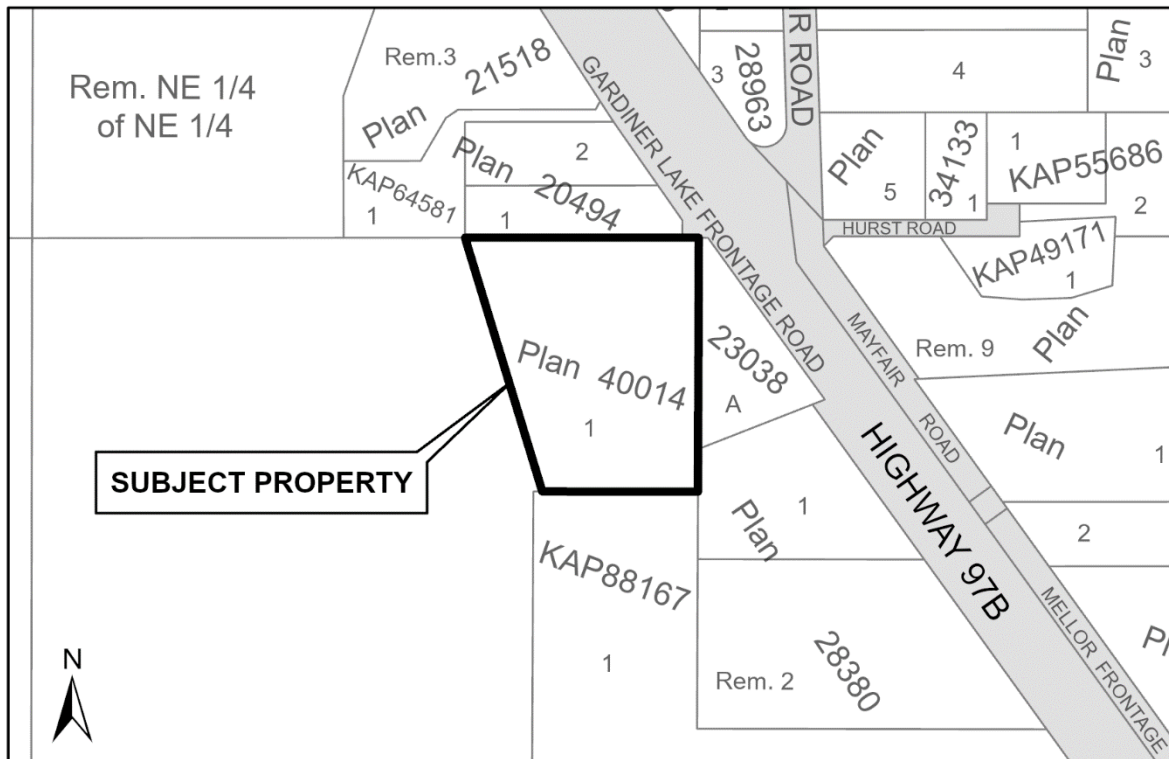 Rem. NE 1/4
of NE 1/4
Rem.3
Plan 21518
KAP64581
1
Plan 20494
2
1
3
28963
R ROAD
4
Plan
3
Plan
5
34133
1
1
KAP55686
2
HURST ROAD
KAP49171
1
GARDINER LAKE FRONTAGE ROAD
MAYFAIR ROAD
Rem. 9
Plan
Plan 40014
1
23038
A
SUBJECT PROPERTY
HIGHWAY 97B
Plan
1
Plan
1
2
KAP88167
1
Rem. 2
28380
MELLOR FRONTAGE
N